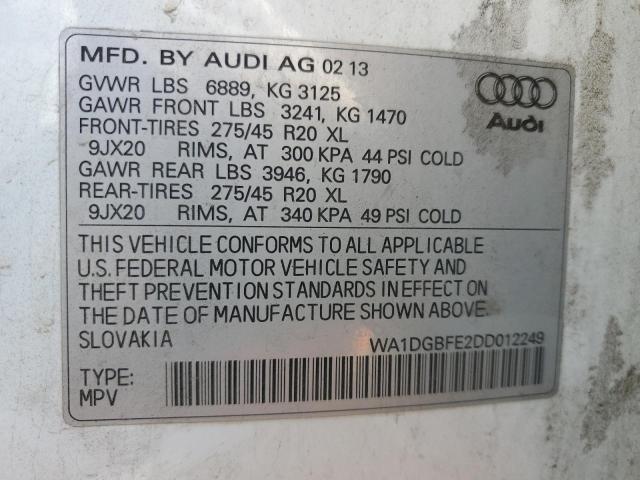 MFD. BY AUDI AG 02 13
GVWR LBS 6889, KG 3125
GAWR FRONT LBS 3241, KG 1470
FRONT-TIRES 275/45 R20 XL
9JX20 RIMS, AT 300 KPA 44 PSI COLD
GAWR REAR LBS 3946, KG 1790
REAR-TIRES 275/45 R20 XL
9JX20 RIMS, AT 340 KPA 49 PSI COLD
Audi
THIS VEHICLE CONFORMS TO ALL APPLICABLE
U.S. FEDERAL MOTOR VEHICLE SAFETY AND
THEFT PREVENTION STANDARDS IN EFFECT ON
THE DATE OF MANUFACTURE SHOWN ABOVE.
SLOVAKIA WA1DGBFE2DD012249
TYPE:
MPV